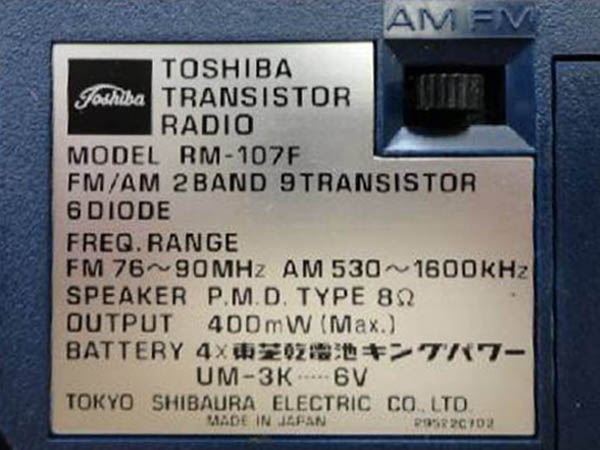 AM FM
Toshiba
TOSHIBA
TRANSISTOR
RADIO
MODEL RM-107F
FM/AM 2BAND 9TRANSISTOR
6DIODE
FREQ. RANGE
FM 76~90MHz AM 530~1600kHz
SPEAKER P.M.D. TYPE 8Ω
OUTPUT 400mW (Max.)
BATTERY 4×東芝乾電池キングパワー
UM-3K ····· 6V
TOKYO SHIBAURA ELECTRIC CO., LTD.
MADE IN JAPAN